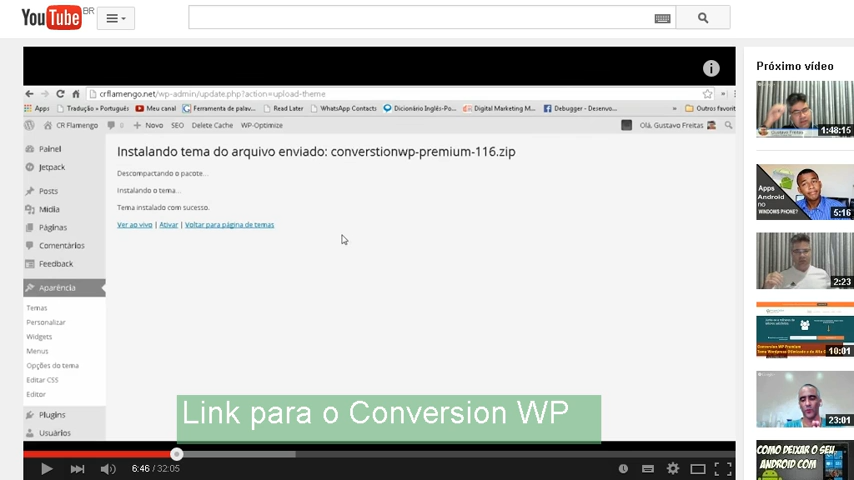 YouTube BR
Próximo vídeo
crflamengo.net/wp-admin/update.php?action=upload-theme
Apps Tradução » Português Ferramenta de palav... Read Later WhatsApp Contacts Dicionário Inglês-Po... Digital Marketing M... Debugger - Desenvo... » Outros favorit
CR Flamengo 0 + Novo SEO Delete Cache WP-Optimize Olá, Gustavo Freitas
Painel
Jetpack
Posts
Mídia
Páginas
Comentários
Feedback
Aparência
Temas
Personalizar
Widgets
Menus
Opções do tema
Editar CSS
Editor
Plugins
Usuários
Instalando tema do arquivo enviado: converstionwp-premium-116.zip
Descompactando o pacote...
Instalando o tema...
Tema instalado com sucesso.
Ver ao vivo | Ativar | Voltar para página de temas
Link para o Conversion WP
6:46 / 32:05
1:48:15
Apps
Android
no
WINDOWS PHONE?
5:16
2:23
10:01
23:01
COMO DEIXAR O SEU
ANDROID COM